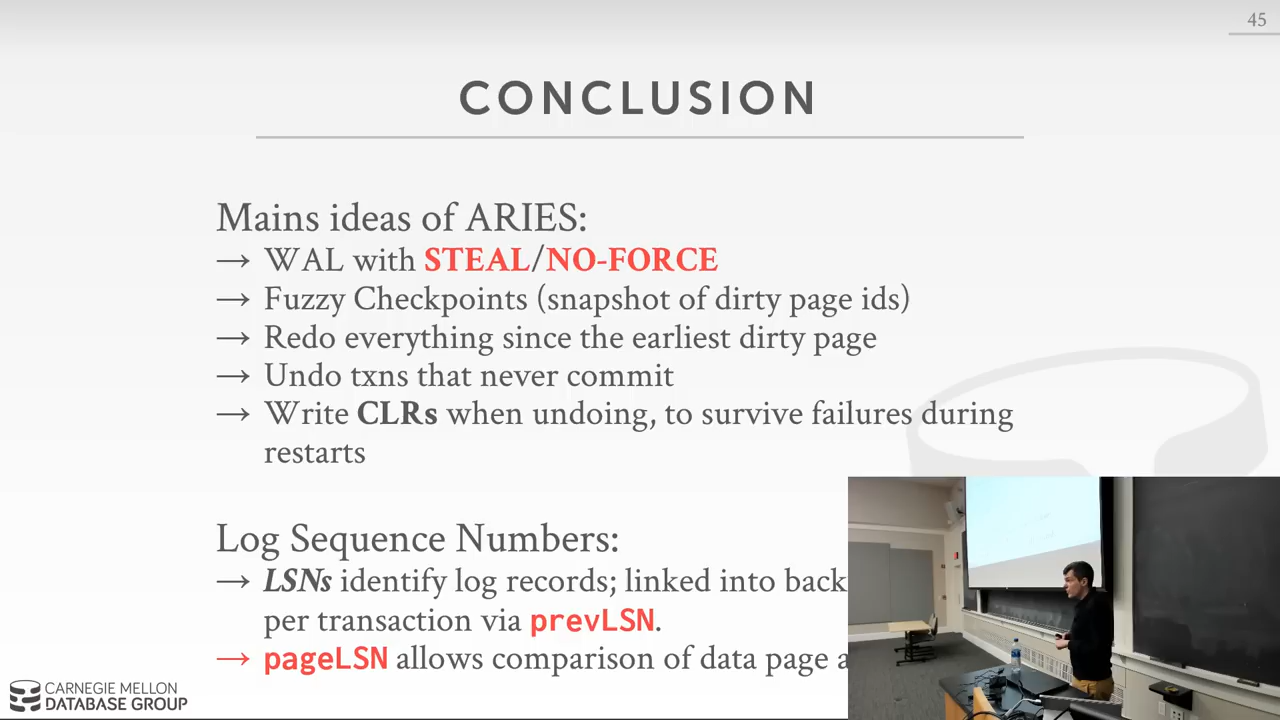 45
CONCLUSION
Mains ideas of ARIES:
→ WAL with STEAL/NO-FORCE
→ Fuzzy Checkpoints (snapshot of dirty page ids)
→ Redo everything since the earliest dirty page
→ Undo txns that never commit
→ Write CLRs when undoing, to survive failures during
restarts
Log Sequence Numbers:
→ LSNs identify log records; linked into back
per transaction via prevLSN.
→ pageLSN allows comparison of data page a
CARNEGIE MELLON
DATABASE GROUP